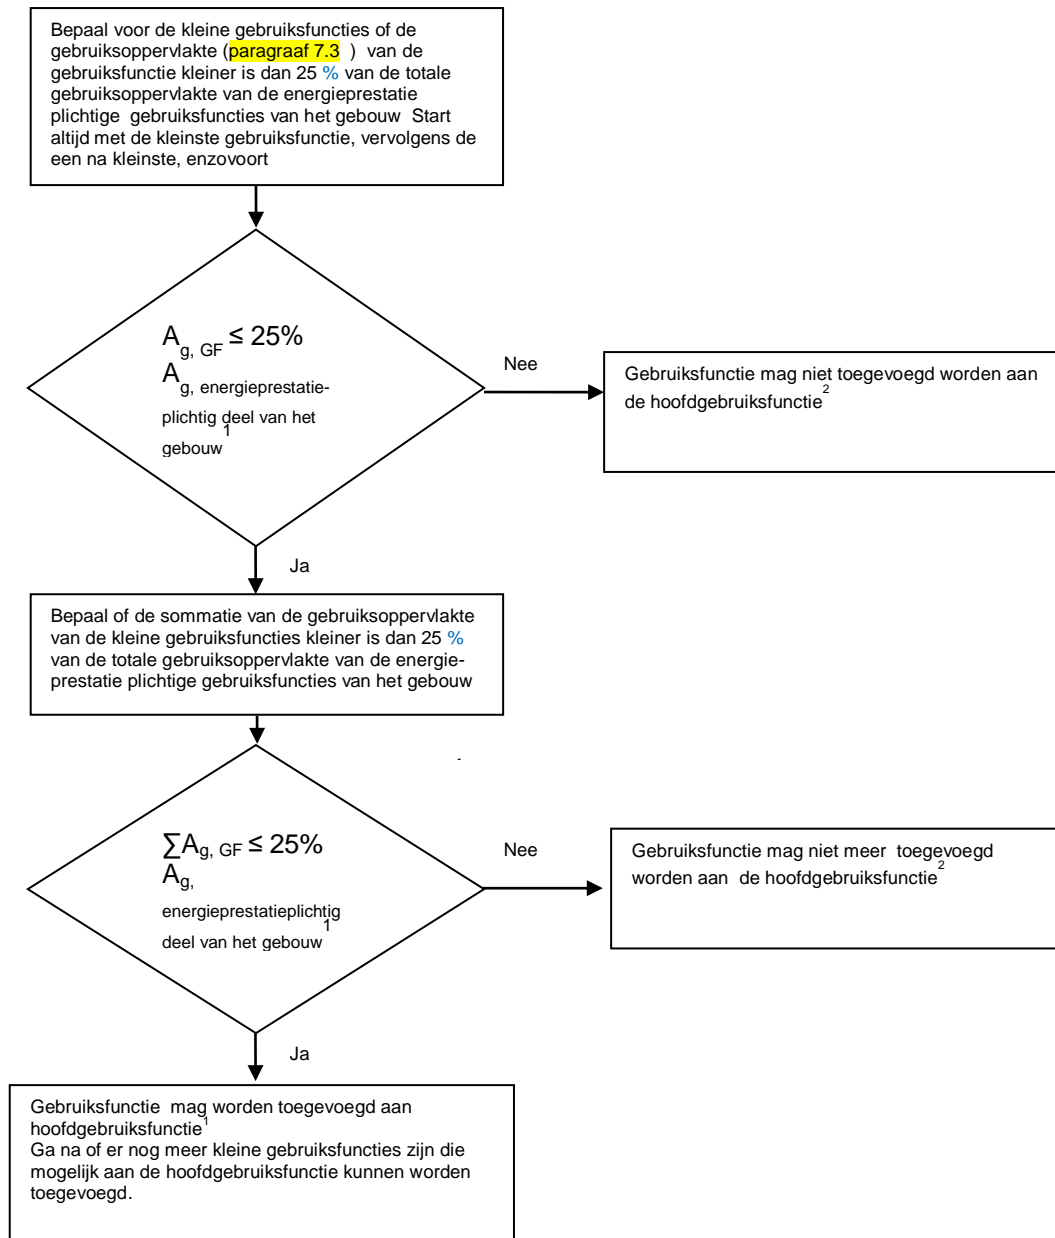 Bepaal voor de kleine gebruiksfuncties of de
gebruiksoppervlakte (paragraaf 7.3 ) van de
gebruiksfunctie kleiner is dan 25 % van de totale
gebruiksoppervlakte van de energieprestatie
plichtige gebruiksfuncties van het gebouw Start
altijd met de kleinste gebruiksfunctie, vervolgens de
een na kleinste, enzovoort
A g, GF ≤ 25%
A g, energieprestatie-
plichtig deel van het
gebouw 1
Nee
Gebruiksfunctie mag niet toegevoegd worden aan
de hoofdgebruiksfunctie 2
Ja
Bepaal of de sommatie van de gebruiksoppervlakte
van de kleine gebruiksfuncties kleiner is dan 25 %
van de totale gebruiksoppervlakte van de energie-
prestatie plichtige gebruiksfuncties van het gebouw
∑A g, GF ≤ 25%
A g,
energieprestatieplichtig
deel van het gebouw 1
Nee
Gebruiksfunctie mag niet meer toegevoegd
worden aan de hoofdgebruiksfunctie 2
Ja
Gebruiksfunctie mag worden toegevoegd aan
hoofdgebruiksfunctie 1
Ga na of er nog meer kleine gebruiksfuncties zijn die
mogelijk aan de hoofdgebruiksfunctie kunnen worden
toegevoegd.